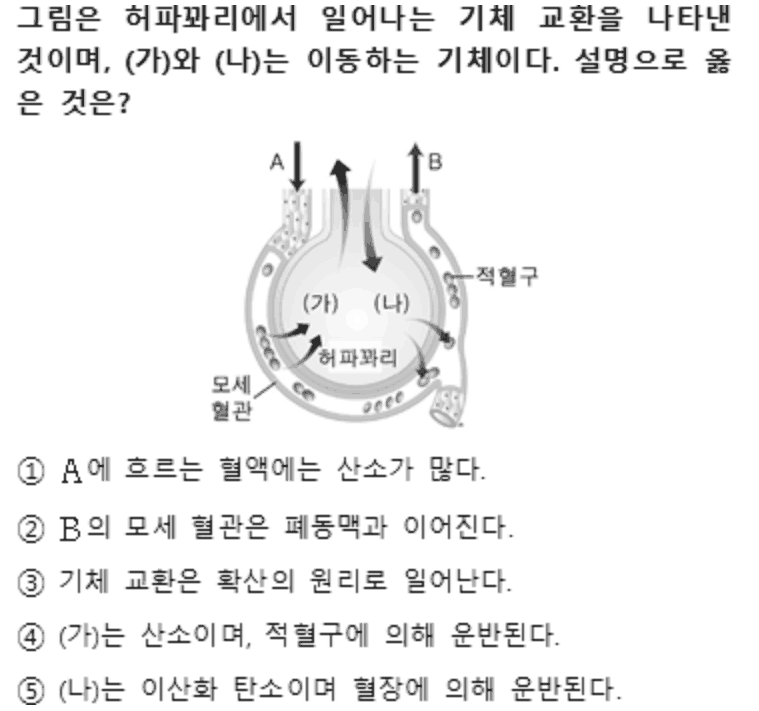 그림은 허파꽈리에서 일어나는 기체 교환을 나타낸
것이며, (가)와 (나)는 이동하는 기체이다. 설명으로 옳
은 것은?
A
B
적혈구
(가) (나)
허파꽈리
모세
혈관
① A에 흐르는 혈액에는 산소가 많다.
② B의 모세 혈관은 폐동맥과 이어진다.
③ 기체 교환은 확산의 원리로 일어난다.
④ (가)는 산소이며, 적혈구에 의해 운반된다.
⑤ (나)는 이산화 탄소이며 혈장에 의해 운반된다.